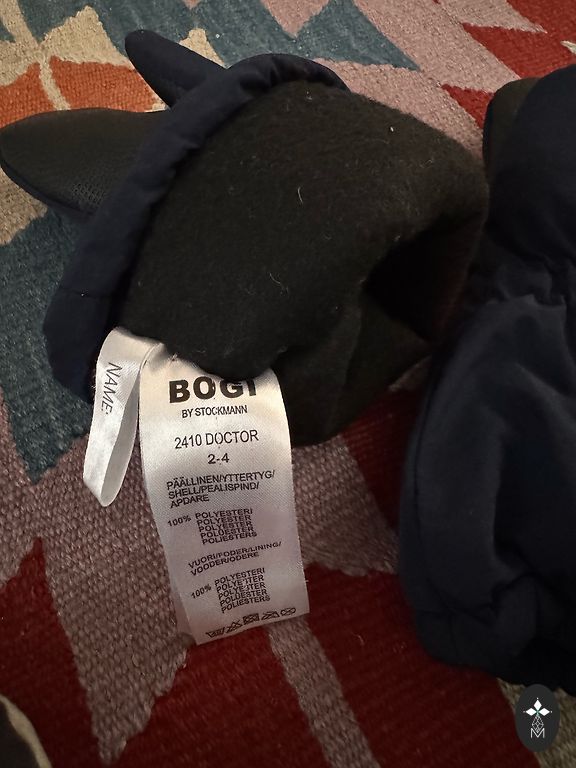 NAME:
BOGI
BY STOCKMANN
2410 DOCTOR
2-4
PÄÄLLINEN/YTTERTYG/
SHELL/PEALISPIND/
APDARE
100% POLYESTERI
POLYESTER
POLYESTER
POLÜESTER
POLIESTERS
VUORI/FODER/LINING/
VOODER/ODERE
100% POLYESTERI
POLYESTER
POLYESTER
POLÜESTER
POLIESTERS
M